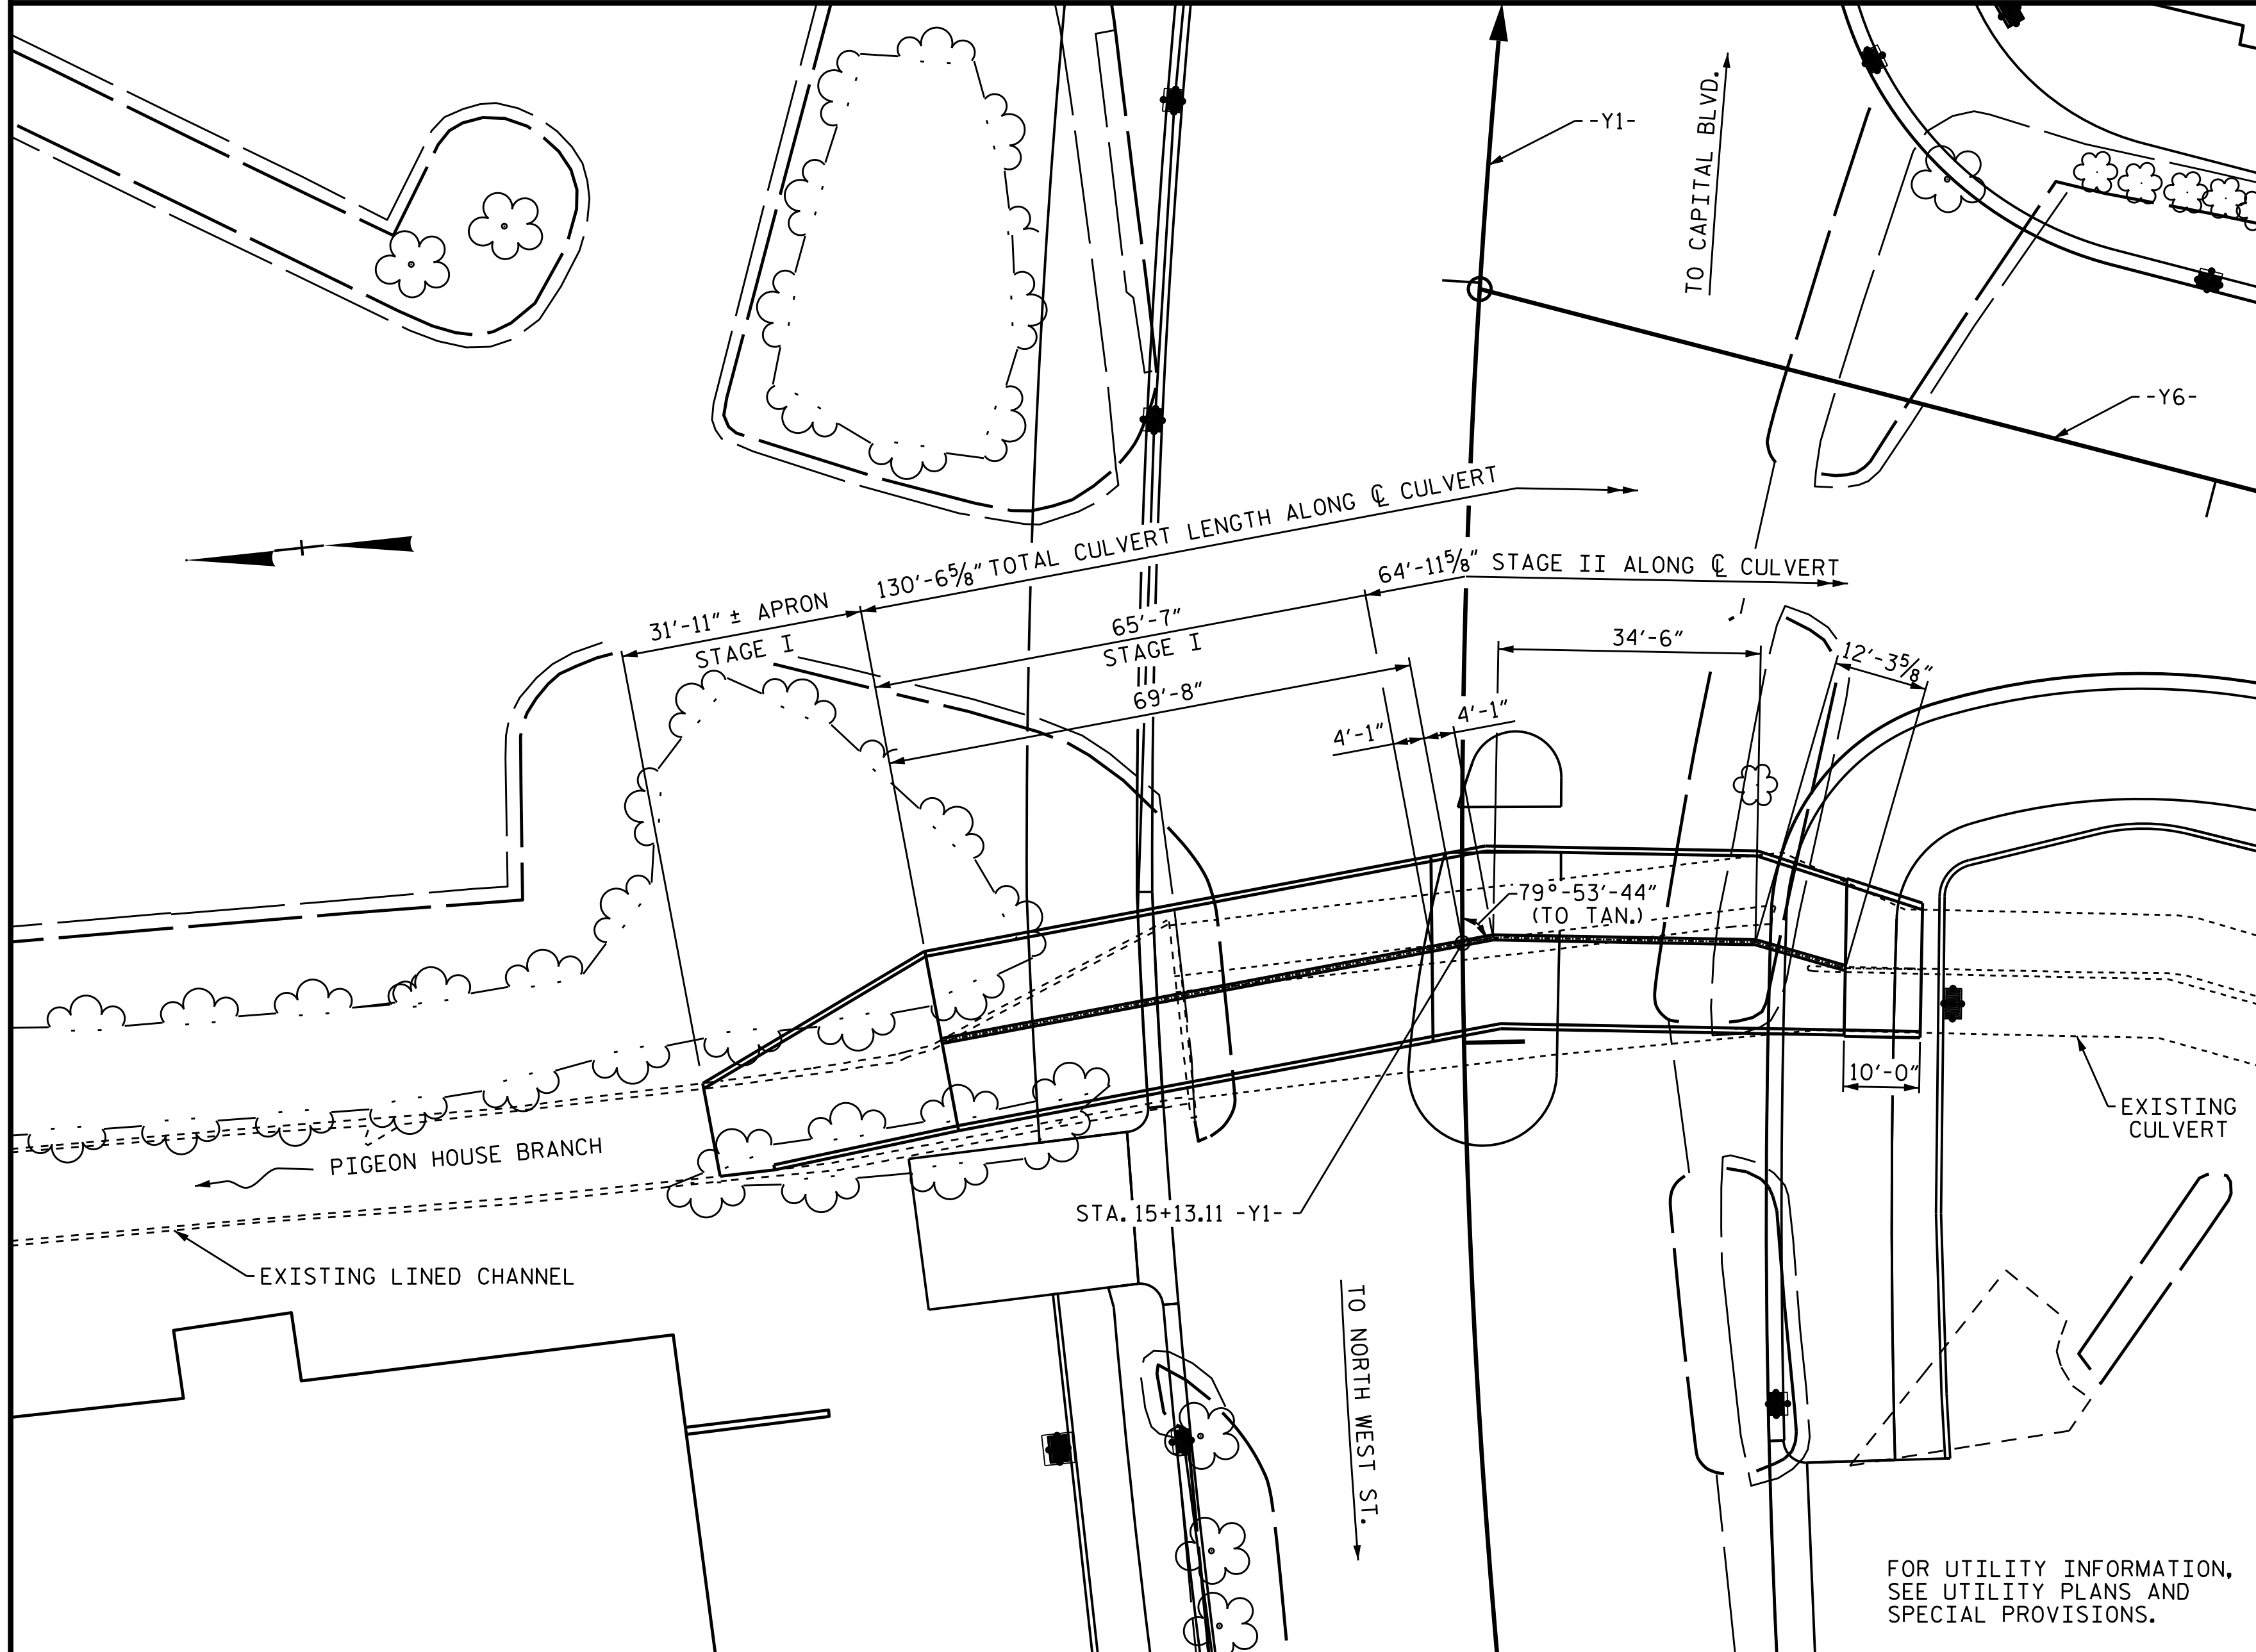 -Y1-
TO CAPITAL BLVD.
-Y6-
130'-6⅝" TOTAL CULVERT LENGTH ALONG ℄ CULVERT
64'-11⅝" STAGE II ALONG ℄ CULVERT
31'-11" ± APRON
STAGE I
65'-7"
STAGE I
69'-8"
34'-6"
12'-3⅝"
4'-1"
4'-1"
79°-53'-44"
(TO TAN.)
10'-0"
EXISTING
CULVERT
PIGEON HOUSE BRANCH
STA. 15+13.11 -Y1-
EXISTING LINED CHANNEL
TO NORTH WEST ST.
FOR UTILITY INFORMATION,
SEE UTILITY PLANS AND
SPECIAL PROVISIONS.